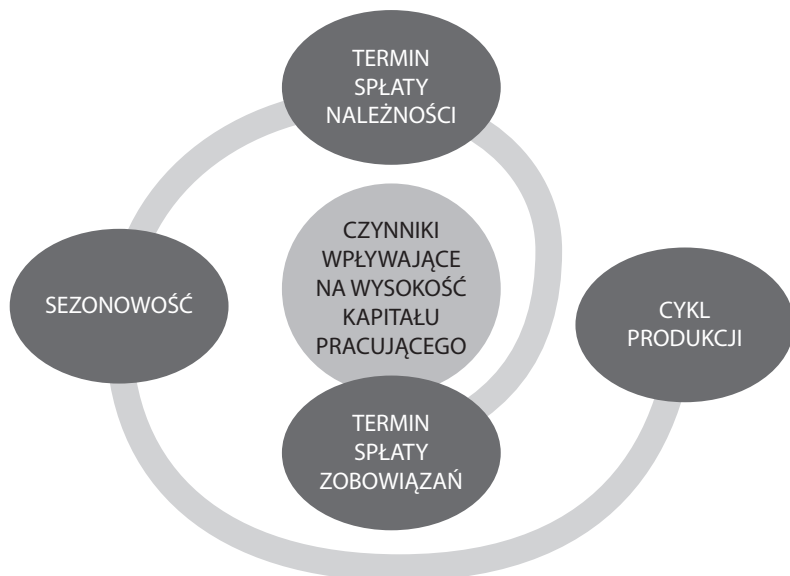 TERMIN
SPŁATY
NALEŻNOŚCI
CZYNNIKI
WPŁYWAJĄCE
NA WYSOKOŚĆ
KAPITAŁU
PRACUJĄCEGO
SEZONOWOŚĆ
CYKL
PRODUKCJI
TERMIN
SPŁATY
ZOBOWIĄZAŃ